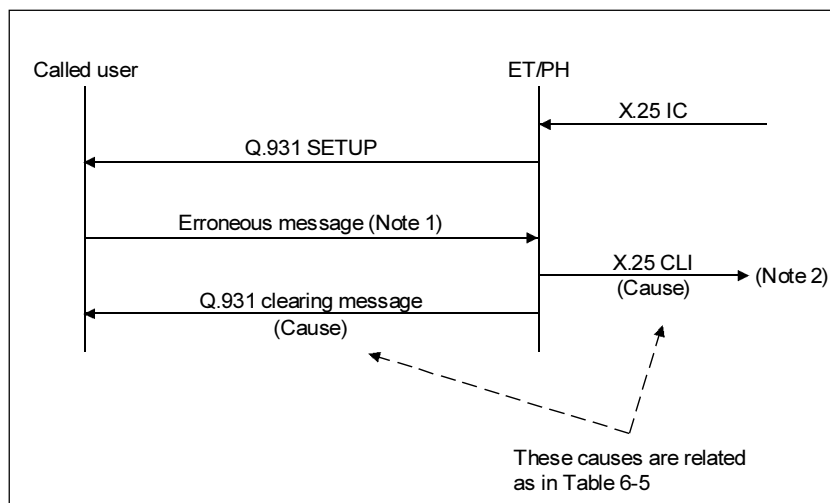 Called user
ET/PH
X.25 IC
Q.931 SETUP
Erroneous message (Note 1)
X.25 CLI
(Cause)
(Note 2)
Q.931 clearing message
(Cause)
These causes are related
as in Table 6-5